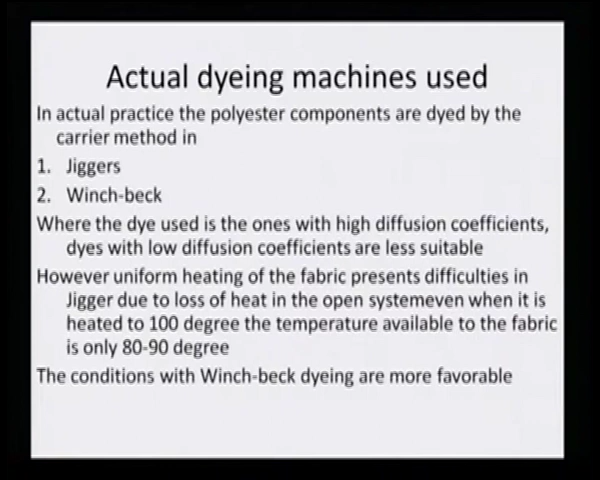 Actual dyeing machines used
In actual practice the polyester components are dyed by the
carrier method in
1. Jiggers
2. Winch-beck
Where the dye used is the ones with high diffusion coefficients,
dyes with low diffusion coefficients are less suitable
However uniform heating of the fabric presents difficulties in
Jigger due to loss of heat in the open systemeven when it is
heated to 100 degree the temperature available to the fabric
is only 80-90 degree
The conditions with Winch-beck dyeing are more favorable